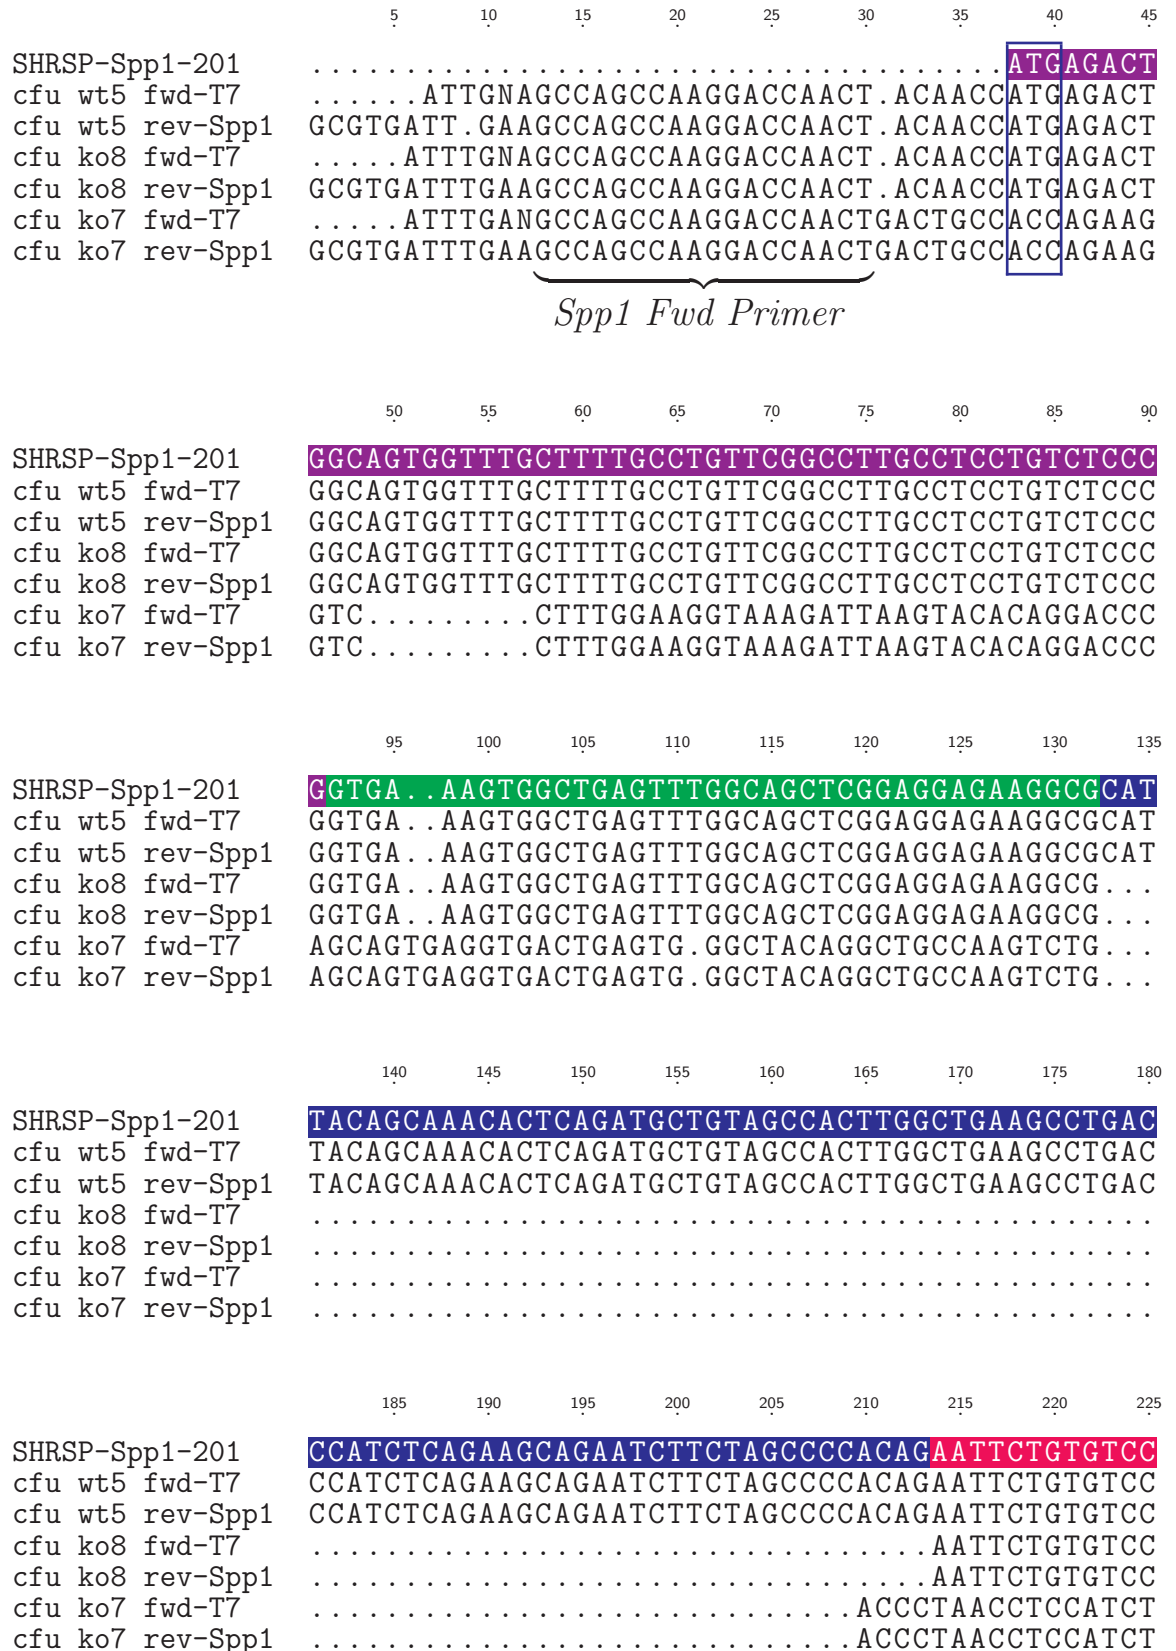 5 10 15 20 25 30 35 40 45
SHRSP-Spp1-201 .....................................ATGAGACT
cfu wt5 fwd-T7 ......ATTGNAGCCAGCCAAGGACCAACT.ACAACCATGAGACT
cfu wt5 rev-Spp1 GCGTGATT.GAAGCCAGCCAAGGACCAACT.ACAACCATGAGACT
cfu ko8 fwd-T7 .....ATTTGNAGCCAGCCAAGGACCAACT.ACAACCATGAGACT
cfu ko8 rev-Spp1 GCGTGATTTGAAGCCAGCCAAGGACCAACT.ACAACCATGAGACT
cfu ko7 fwd-T7 .....ATTTGANGCCAGCCAAGGACCAACTGACTGCCACCAGAAG
cfu ko7 rev-Spp1 GCGTGATTTGAAGCCAGCCAAGGACCAACTGACTGCCACCAGAAG
Spp1 Fwd Primer
50 55 60 65 70 75 80 85 90
SHRSP-Spp1-201 GGCAGTGGTTTGCTTTTGCCTGTTCGGCCTTGCCTCCTGTCTCCC
cfu wt5 fwd-T7 GGCAGTGGTTTGCTTTTGCCTGTTCGGCCTTGCCTCCTGTCTCCC
cfu wt5 rev-Spp1 GGCAGTGGTTTGCTTTTGCCTGTTCGGCCTTGCCTCCTGTCTCCC
cfu ko8 fwd-T7 GGCAGTGGTTTGCTTTTGCCTGTTCGGCCTTGCCTCCTGTCTCCC
cfu ko8 rev-Spp1 GGCAGTGGTTTGCTTTTGCCTGTTCGGCCTTGCCTCCTGTCTCCC
cfu ko7 fwd-T7 GTC.........CTTTGGAAGGTAAAGATTAAGTACACAGGACCC
cfu ko7 rev-Spp1 GTC.........CTTTGGAAGGTAAAGATTAAGTACACAGGACCC
95 100 105 110 115 120 125 130 135
SHRSP-Spp1-201 GGTGA..AAGTGGCTGAGTTTGGCAGCTCGGAGGAGAAGGCGCAT
cfu wt5 fwd-T7 GGTGA..AAGTGGCTGAGTTTGGCAGCTCGGAGGAGAAGGCGCAT
cfu wt5 rev-Spp1 GGTGA..AAGTGGCTGAGTTTGGCAGCTCGGAGGAGAAGGCGCAT
cfu ko8 fwd-T7 GGTGA..AAGTGGCTGAGTTTGGCAGCTCGGAGGAGAAGGCG...
cfu ko8 rev-Spp1 GGTGA..AAGTGGCTGAGTTTGGCAGCTCGGAGGAGAAGGCG...
cfu ko7 fwd-T7 AGCAGTGAGGTGACTGAGTG.GGCTACAGGCTGCCAAGTCTG...
cfu ko7 rev-Spp1 AGCAGTGAGGTGACTGAGTG.GGCTACAGGCTGCCAAGTCTG...
140 145 150 155 160 165 170 175 180
SHRSP-Spp1-201 TACAGCAAACACTCAGATGCTGTAGCCACTTGGCTGAAGCCTGAC
cfu wt5 fwd-T7 TACAGCAAACACTCAGATGCTGTAGCCACTTGGCTGAAGCCTGAC
cfu wt5 rev-Spp1 TACAGCAAACACTCAGATGCTGTAGCCACTTGGCTGAAGCCTGAC
cfu ko8 fwd-T7 .............................................
cfu ko8 rev-Spp1 .............................................
cfu ko7 fwd-T7 .............................................
cfu ko7 rev-Spp1 .............................................
185 190 195 200 205 210 215 220 225
SHRSP-Spp1-201 CCATCTCAGAAGCAGAATCTTCTAGCCCCACAGAATTCTGTGTCC
cfu wt5 fwd-T7 CCATCTCAGAAGCAGAATCTTCTAGCCCCACAGAATTCTGTGTCC
cfu wt5 rev-Spp1 CCATCTCAGAAGCAGAATCTTCTAGCCCCACAGAATTCTGTGTCC
cfu ko8 fwd-T7 .................................AATTCTGTGTCC
cfu ko8 rev-Spp1 .................................AATTCTGTGTCC
cfu ko7 fwd-T7 .............................ACCCTAACCTCCATCT
cfu ko7 rev-Spp1 .............................ACCCTAACCTCCATCT